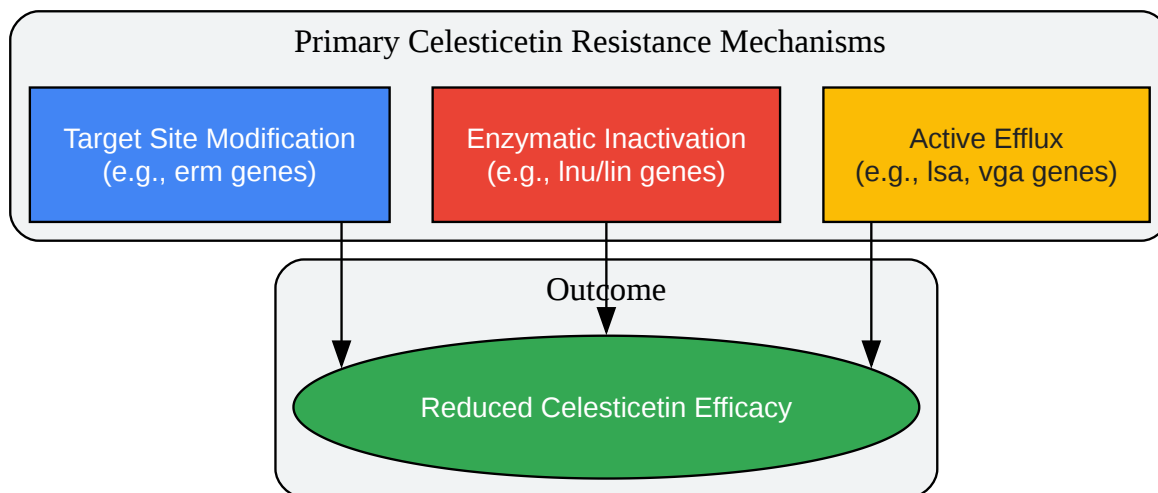 Primary Celesticetin Resistance Mechanisms
Target Site Modification
(e.g., erm genes)
Enzymatic Inactivation
(e.g., lnu/lin genes)
Active Efflux
(e.g., lsa, vga genes)
Outcome
Reduced Celesticetin Efficacy